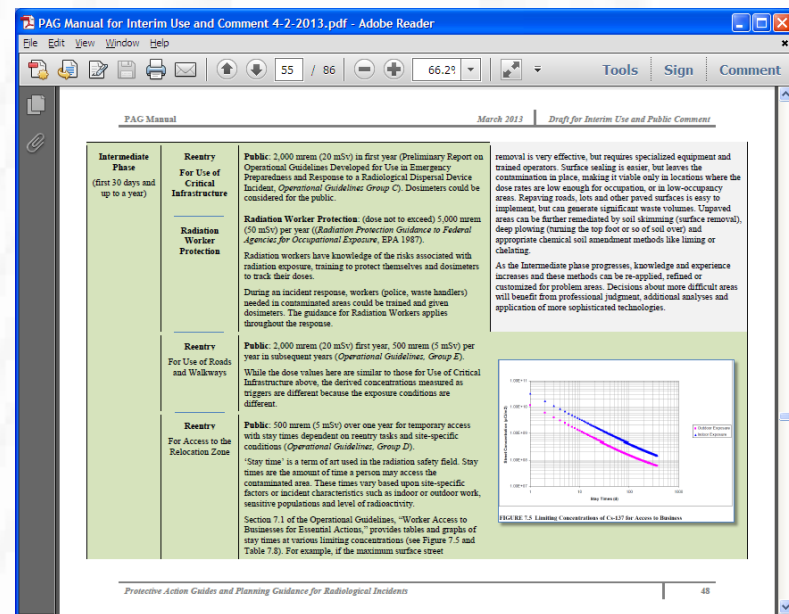 PAG Manual for Interim Use and Comment 4-2-2013.pdf - Adobe Reader
File Edit View Window Help
55 / 86 66.2% Tools Sign Comment
PAG Manual March 2013 Draft for Interim Use and Public Comment
Intermediate
Phase
(first 30 days and
up to a year)
Reentry
For Use of
Critical
Infrastructure
Public: 2,000 mrem (20 mSv) in first year (Preliminary Report on
Operational Guidelines Developed for Use in Emergency
Preparedness and Response to a Radiological Dispersal Device
Incident, Operational Guidelines Group C). Dosimeters could be
considered for the public.
Radiation
Worker
Protection
Radiation Worker Protection: (dose not to exceed) 5,000 mrem
(50 mSv) per year ((Radiation Protection Guidance to Federal
Agencies for Occupational Exposure, EPA 1987).
Radiation workers have knowledge of the risks associated with
radiation exposure, training to protect themselves and dosimeters
to track their doses.
During an incident response, workers (police, waste handlers)
needed in contaminated areas could be trained and given
dosimeters. The guidance for Radiation Workers applies
throughout the response.
Reentry
For Use of Roads
and Walkways
Public: 2,000 mrem (20 mSv) first year, 500 mrem (5 mSv) per
year in subsequent years (Operational Guidelines, Group E).
While the dose values here are similar to those for Use of Critical
Infrastructure above, the derived concentrations measured as
triggers are different because the exposure conditions are
different.
Reentry
For Access to the
Relocation Zone
Public: 500 mrem (5 mSv) over one year for temporary access
with stay times dependent on reentry tasks and site-specific
conditions (Operational Guidelines, Group D).
'Stay time' is a term of art used in the radiation safety field. Stay
times are the amount of time a person may access the
contaminated area. These times vary based upon site-specific
factors or incident characteristics such as indoor or outdoor work,
sensitive populations and level of radioactivity.
Section 7.1 of the Operational Guidelines, "Worker Access to
Businesses for Essential Actions," provides tables and graphs of
stay times at various limiting concentrations (see Figure 7.5 and
Table 7.8). For example, if the maximum surface street
removal is very effective, but requires specialized equipment and
trained operators. Surface sealing is easier, but leaves the
contamination in place, making it viable only in locations where the
dose rates are low enough for occupation, or in low-occupancy
areas. Repaving roads, lots and other paved surfaces is easy to
implement, but can generate significant waste volumes. Unpaved
areas can be further remediated by soil skimming (surface removal),
deep plowing (turning the top foot or so of soil over) and
appropriate chemical soil amendment methods like liming or
chelating.
As the Intermediate phase progresses, knowledge and experience
increases and these methods can be re-applied, refined or
customized for problem areas. Decisions about more difficult areas
will benefit from professional judgment, additional analyses and
application of more sophisticated technologies.
Outdoor Exposure
Indoor Exposure
Stay Times (d)
FIGURE 7.5 Limiting Concentrations of Cs-137 for Access to Business
Protective Action Guides and Planning Guidance for Radiological Incidents 48